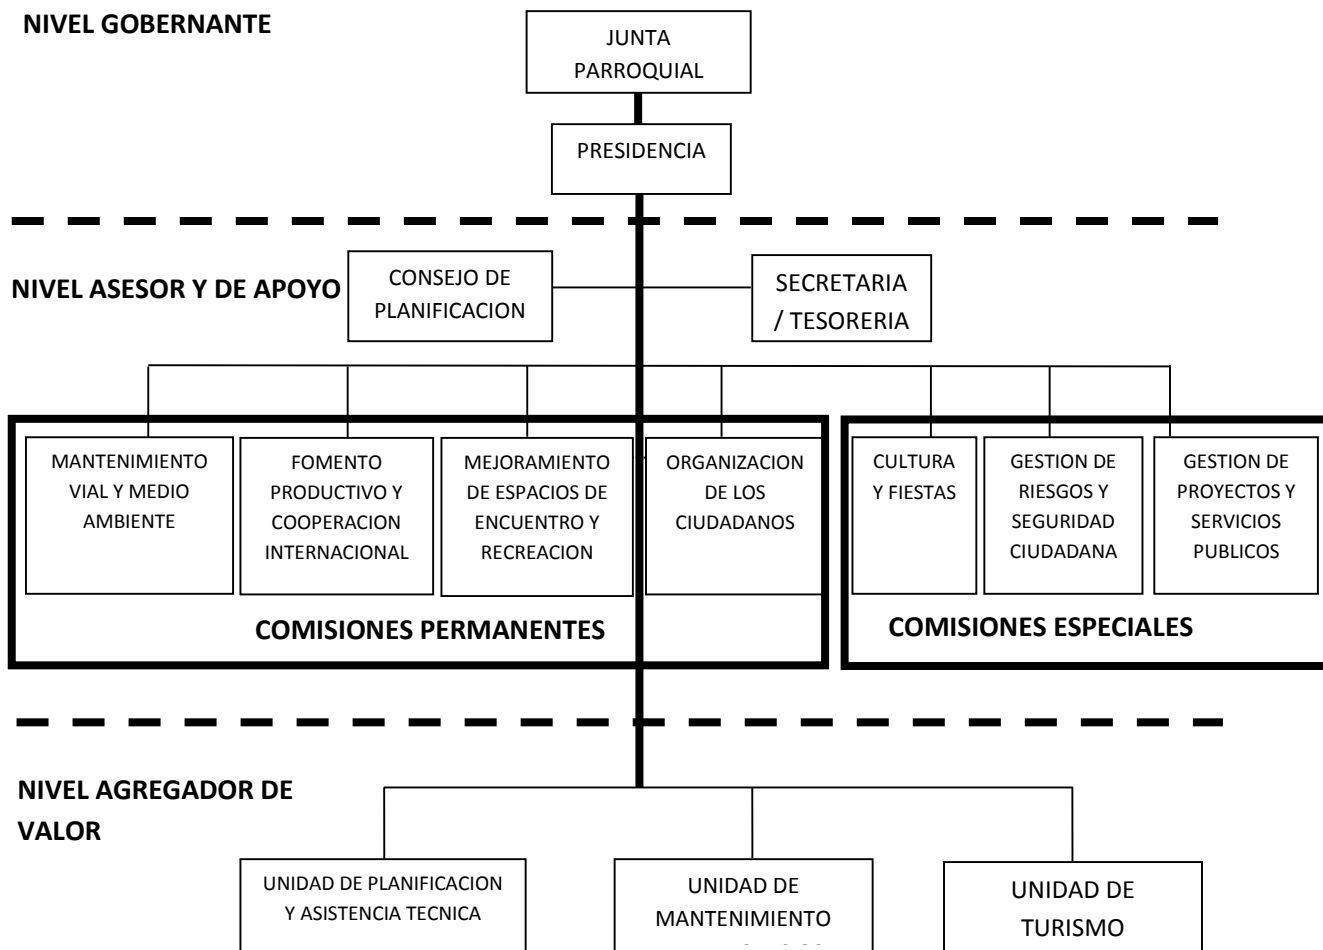 NIVEL GOBERNANTE
JUNTA
PARROQUIAL
PRESIDENCIA
NIVEL ASESOR Y DE APOYO
CONSEJO DE
PLANIFICACION
SECRETARIA
/ TESORERIA
MANTENIMIENTO
VIAL Y MEDIO
AMBIENTE
FOMENTO
PRODUCTIVO Y
COOPERACION
INTERNACIONAL
MEJORAMIENTO
DE ESPACIOS DE
ENCUENTRO Y
RECREACION
ORGANIZACION
DE LOS
CIUDADANOS
COMISIONES PERMANENTES
CULTURA
Y FIESTAS
GESTION DE
RIESGOS Y
SEGURIDAD
CIUDADANA
GESTION DE
PROYECTOS Y
SERVICIOS
PUBLICOS
COMISIONES ESPECIALES
NIVEL AGREGADOR DE
VALOR
UNIDAD DE PLANIFICACION
Y ASISTENCIA TECNICA
UNIDAD DE
MANTENIMIENTO
UNIDAD DE
TURISMO